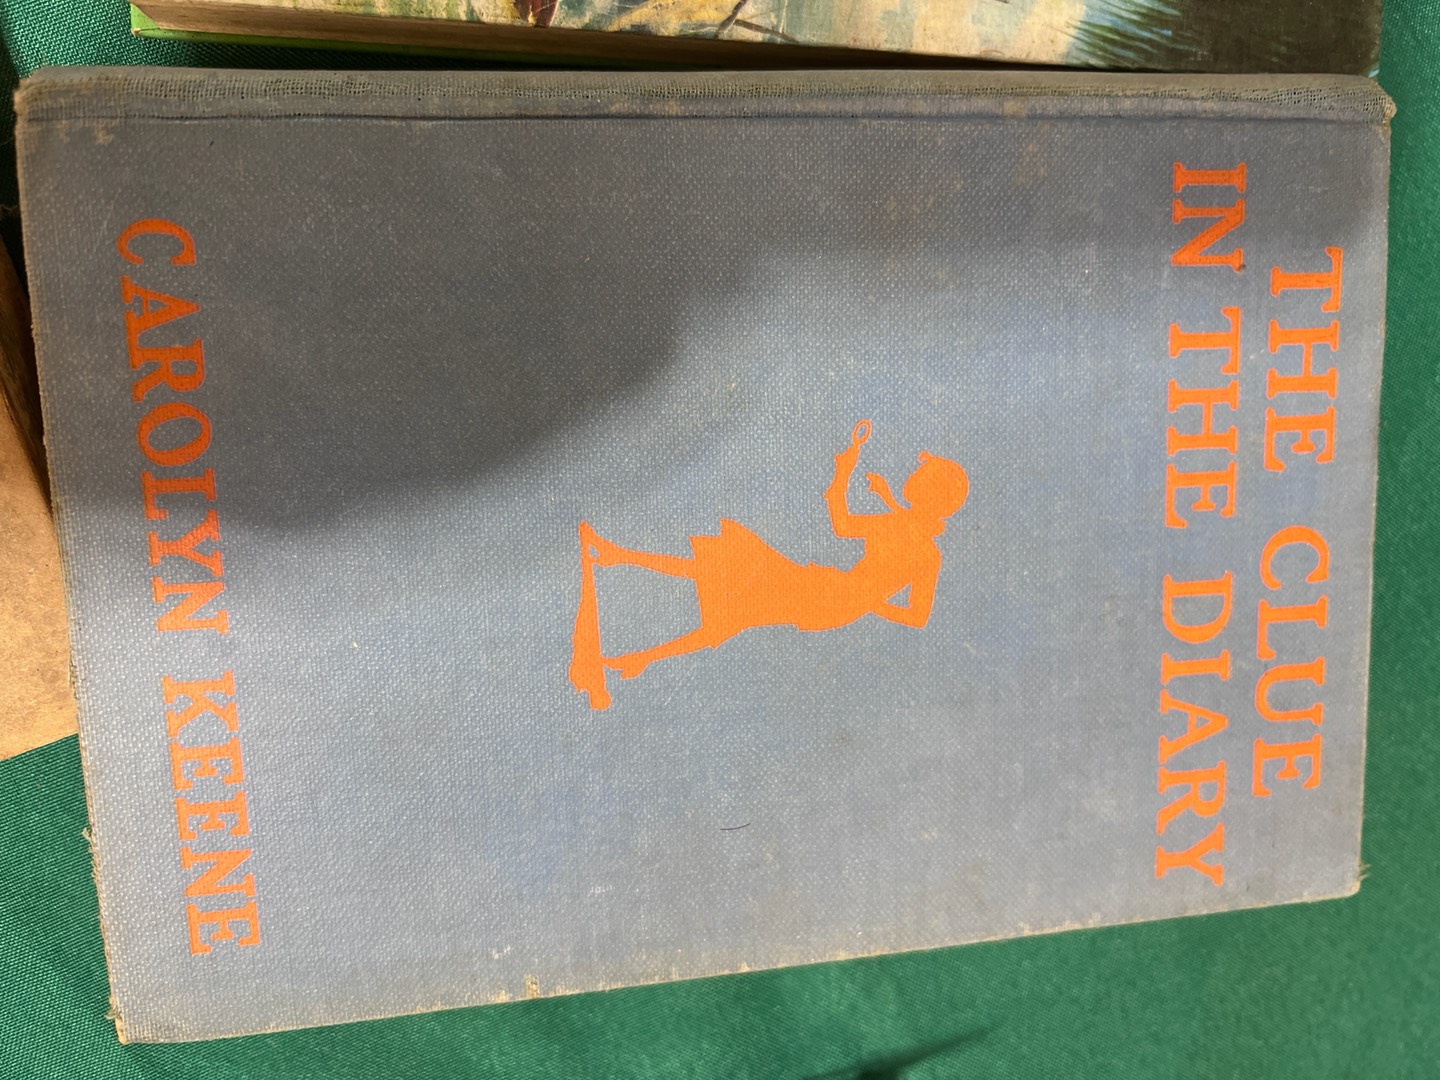 THE CLUE
IN THE DIARY
CAROLYN KEENE